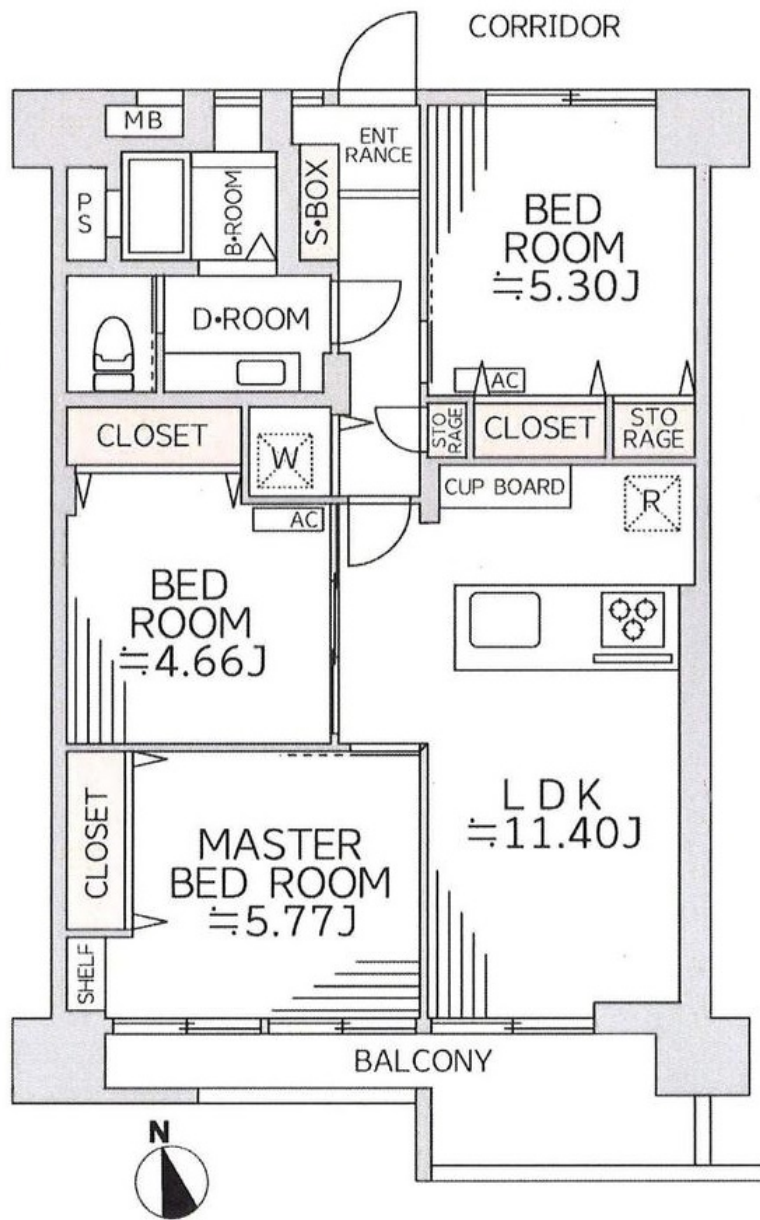 CORRIDOR
MB
ENT
RANCE
PS
B•ROOM
S•BOX
BED
ROOM
≒5.30J
D•ROOM
AC
CLOSET
W
STO
RAGE
CLOSET
STO
RAGE
CUP BOARD
R
AC
BED
ROOM
≒4.66J
CLOSET
MASTER
BED ROOM
≒5.77J
LDK
≒11.40J
SHELF
BALCONY
N